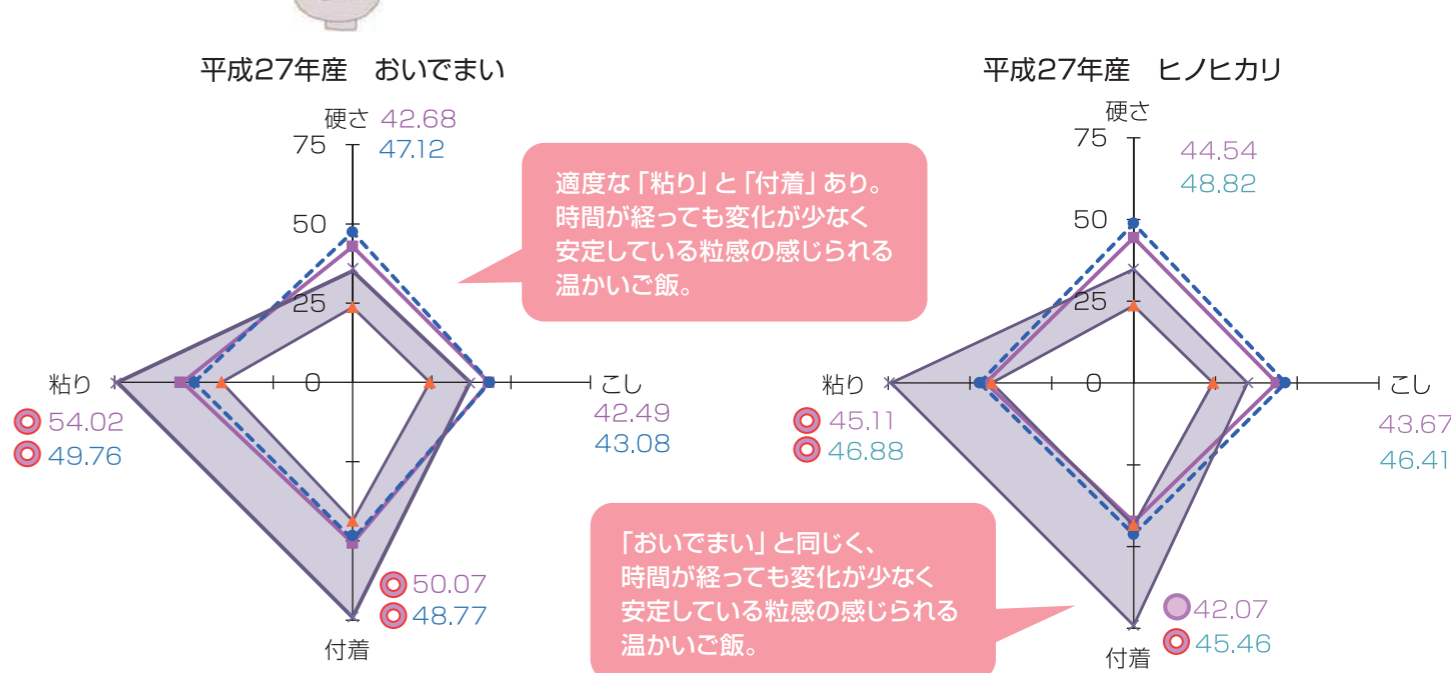 平成27年産　おいでまい
硬さ 42.68
47.12
75
50
25
0
粘り
◎ 54.02
◎ 49.76
こし
42.49
43.08
◎ 50.07
◎ 48.77
付着
適度な「粘り」と「付着」あり。
時間が経っても変化が少なく
安定している粒感の感じられる
温かいご飯。
平成27年産　ヒノヒカリ
硬さ
44.54
48.82
75
50
25
0
粘り
◎ 45.11
◎ 46.88
こし
43.67
46.41
42.07
◎ 45.46
付着
「おいでまい」と同じく、
時間が経っても変化が少なく
安定している粒感の感じられる
温かいご飯。